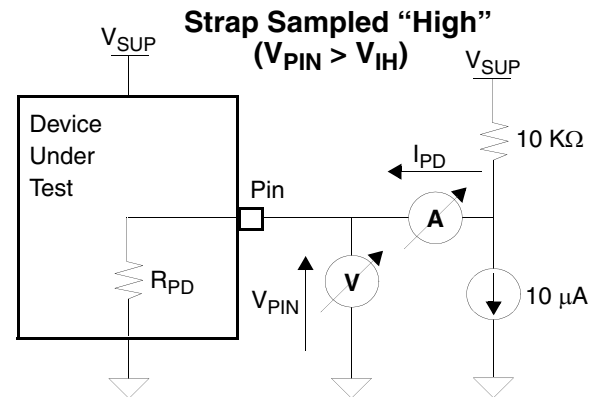 Strap Sampled “High”
(VPIN > VIH)
VSUP
VSUP
Device
Under
Test
10 KΩ
IPD
Pin
A
RPD
V
VPIN
10 μA